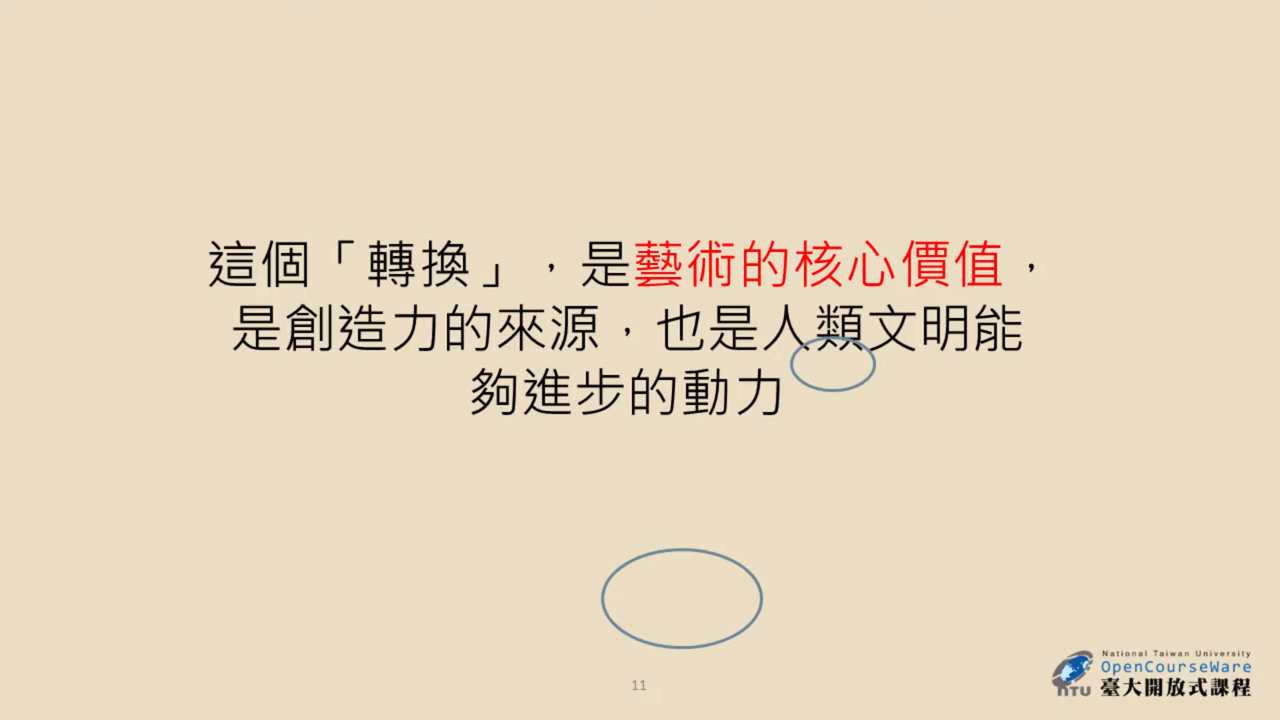 這個「轉換」，是藝術的核心價值，
是創造力的來源，也是人類文明能
夠進步的動力
11
National Taiwan University
OpenCourseWare
NTU 臺大開放式課程